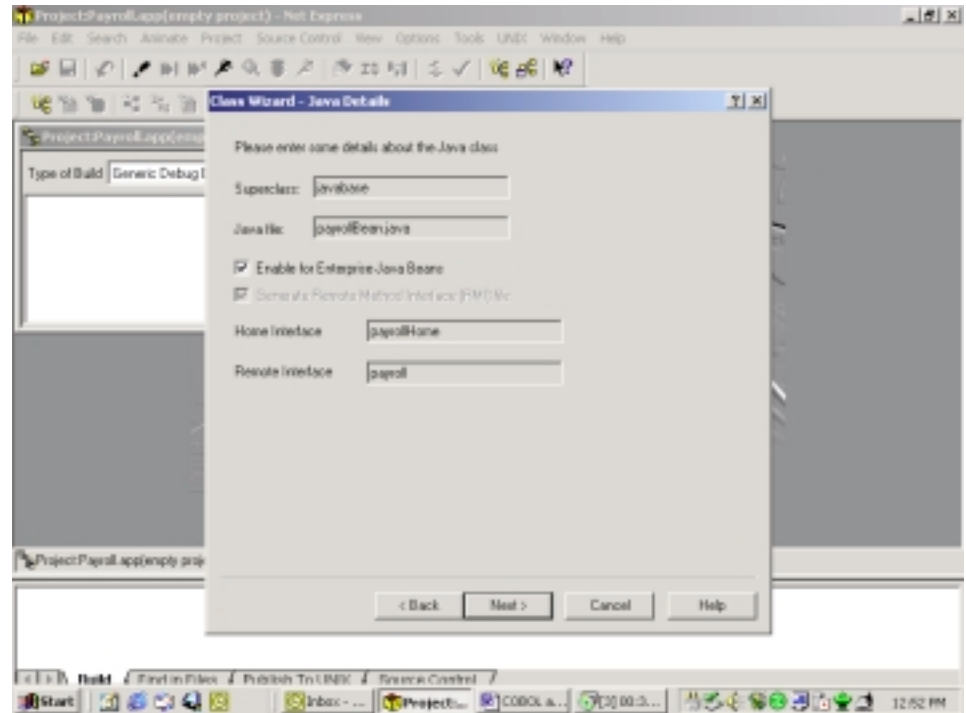 Project:Payroll.app(empty project) - Net Express
File Edit Search Animate Project Source Control View Options Tools UNIX Window Help
Class Wizard - Java Details
Project:Payroll.app(emp
Type of Build Generic Debug
Please enter some details about the Java class
Superclass: javabase
Java file: payrollBean.java
Enable for Enterprise Java Beans
Generate Remote Method Interface (RMI)
Home Interface payrollHome
Remote Interface payroll
< Back Next > Cancel Help
Project:Payroll.app(empty proj
Build Find in Files Publish To UNIX Source Control
Start Inbox - ... Project:... COBOL a... 12:52 PM